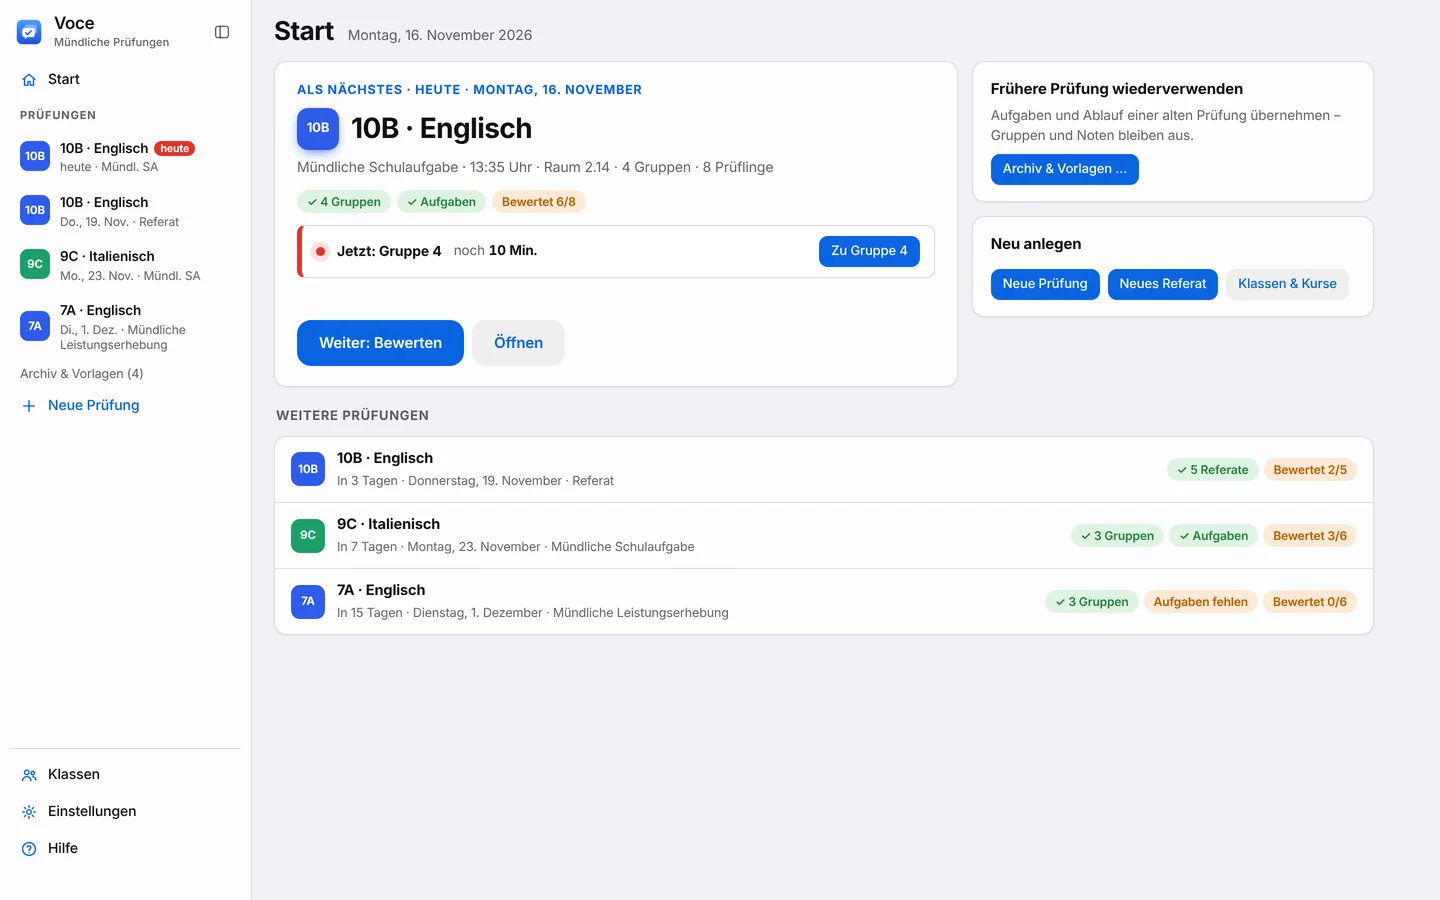 Voce
Mündliche Prüfungen
Start
PRÜFUNGEN
10B
10B · Englisch heute
heute · Mündl. SA
10B
10B · Englisch
Do., 19. Nov. · Referat
9C
9C · Italienisch
Mo., 23. Nov. · Mündl. SA
7A
7A · Englisch
Di., 1. Dez. · Mündliche
Leistungserhebung
Archiv & Vorlagen (4)
Neue Prüfung
Klassen
Einstellungen
Hilfe
Start Montag, 16. November 2026
ALS NÄCHSTES · HEUTE · MONTAG, 16. NOVEMBER
10B 10B · Englisch
Mündliche Schulaufgabe · 13:35 Uhr · Raum 2.14 · 4 Gruppen · 8 Prüflinge
✓ 4 Gruppen ✓ Aufgaben Bewertet 6/8
Jetzt: Gruppe 4 noch 10 Min. Zu Gruppe 4
Weiter: Bewerten Öffnen
Frühere Prüfung wiederverwenden
Aufgaben und Ablauf einer alten Prüfung übernehmen –
Gruppen und Noten bleiben aus.
Archiv & Vorlagen ...
Neu anlegen
Neue Prüfung Neues Referat Klassen & Kurse
WEITERE PRÜFUNGEN
10B
10B · Englisch
In 3 Tagen · Donnerstag, 19. November · Referat
✓ 5 Referate Bewertet 2/5
9C
9C · Italienisch
In 7 Tagen · Montag, 23. November · Mündliche Schulaufgabe
✓ 3 Gruppen ✓ Aufgaben Bewertet 3/6
7A
7A · Englisch
In 15 Tagen · Dienstag, 1. Dezember · Mündliche Leistungserhebung
✓ 3 Gruppen Aufgaben fehlen Bewertet 0/6